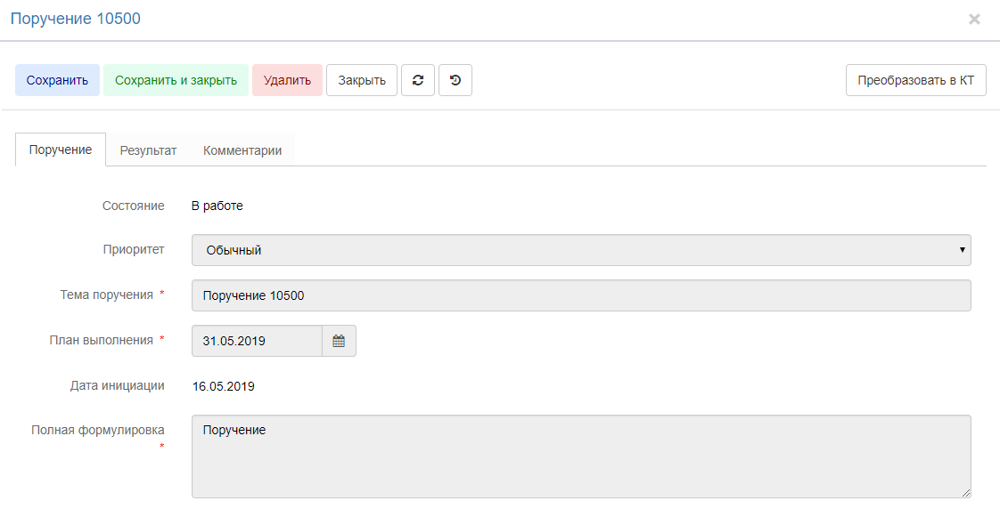 Поручение 10500
Сохранить Сохранить и закрыть Удалить Закрыть Преобразовать в КТ
Поручение Результат Комментарии
Состояние В работе
Приоритет Обычный
Тема поручения * Поручение 10500
План выполнения * 31.05.2019
Дата инициации 16.05.2019
Полная формулировка Поручение
*